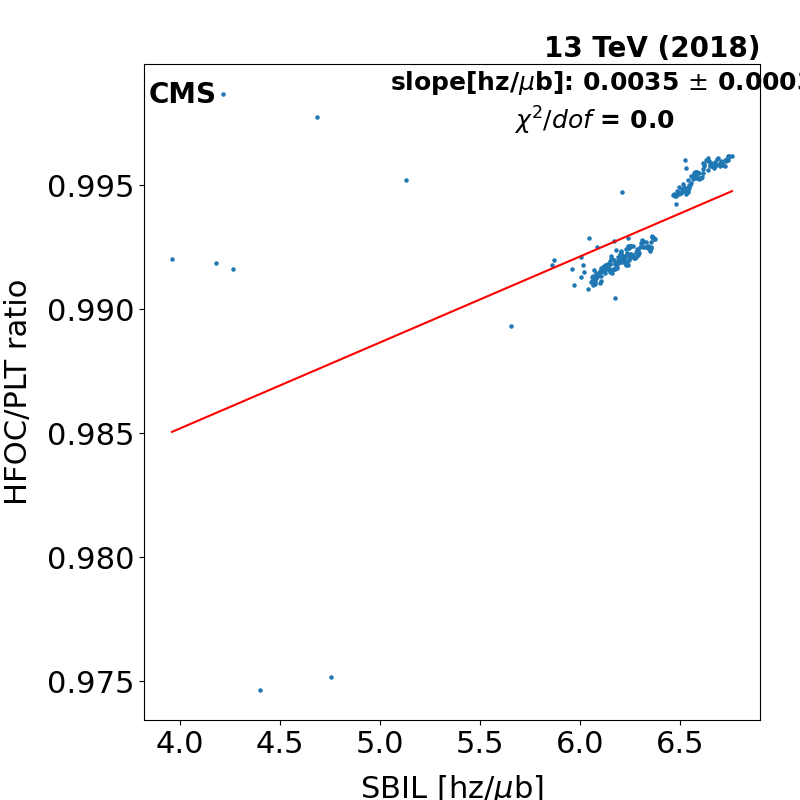 13 TeV (2018)
CMS
slope[hz/μb]: 0.0035 ± 0.0003
χ²/dof = 0.0
HFOC/PLT ratio
0.995
0.990
0.985
0.980
0.975
4.0 4.5 5.0 5.5 6.0 6.5
SBIL [hz/μb]